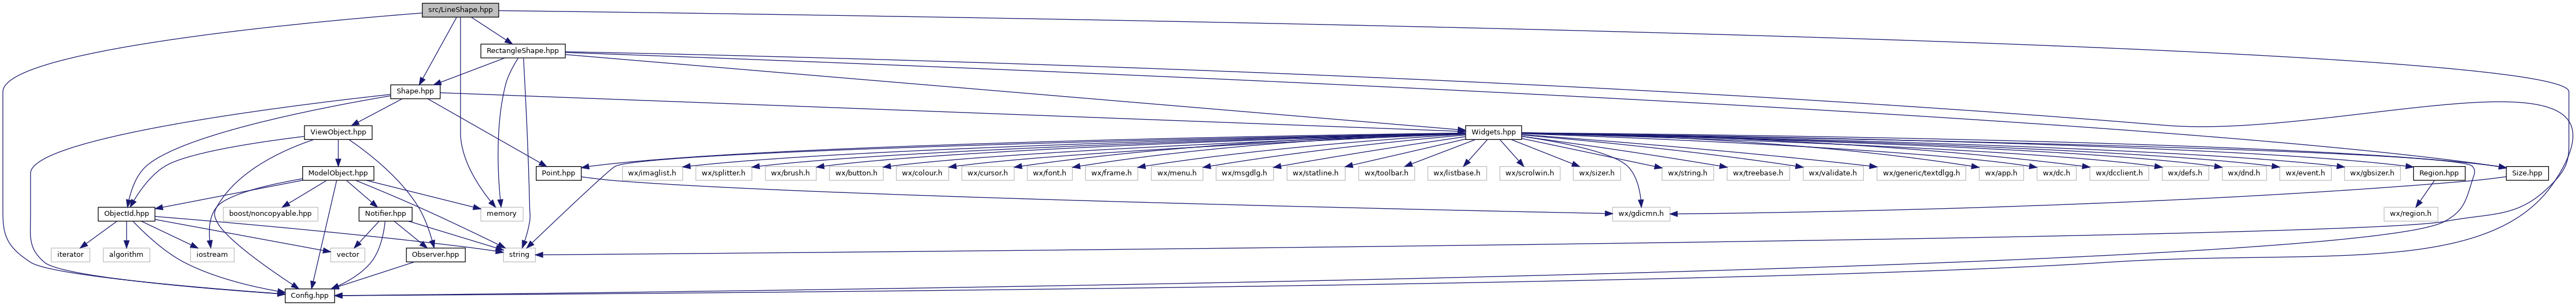 src/LineShape.hpp
RectangleShape.hpp
Shape.hpp
ViewObject.hpp
Widgets.hpp
ModelObject.hpp
Point.hpp
wx/imaglist.h
wx/splitter.h
wx/brush.h
wx/button.h
wx/colour.h
wx/cursor.h
wx/font.h
wx/frame.h
wx/menu.h
wx/msgdlg.h
wx/statline.h
wx/toolbar.h
wx/listbase.h
wx/scrolwin.h
wx/sizer.h
wx/string.h
wx/treebase.h
wx/validate.h
wx/generic/textdlgg.h
wx/app.h
wx/dc.h
wx/dcclient.h
wx/defs.h
wx/dnd.h
wx/event.h
wx/gbsizer.h
Region.hpp
Size.hpp
ObjectId.hpp
boost/noncopyable.hpp
Notifier.hpp
memory
wx/gdicmn.h
wx/region.h
iterator
algorithm
iostream
vector
Observer.hpp
string
Config.hpp